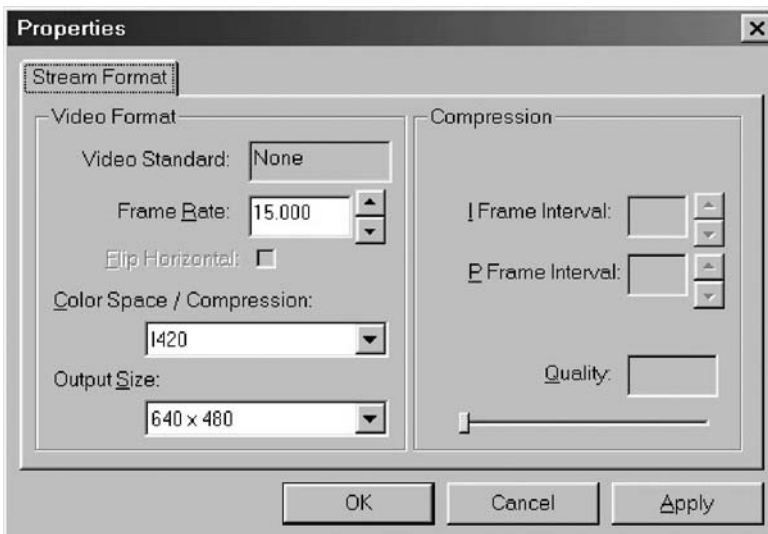 Properties
Stream Format
Video Format
Video Standard: None
Frame Rate: 15.000
Flip Horizontal:
Color Space / Compression:
I420
Output Size:
640 x 480
Compression
I Frame Interval:
P Frame Interval:
Quality:
OK Cancel Apply